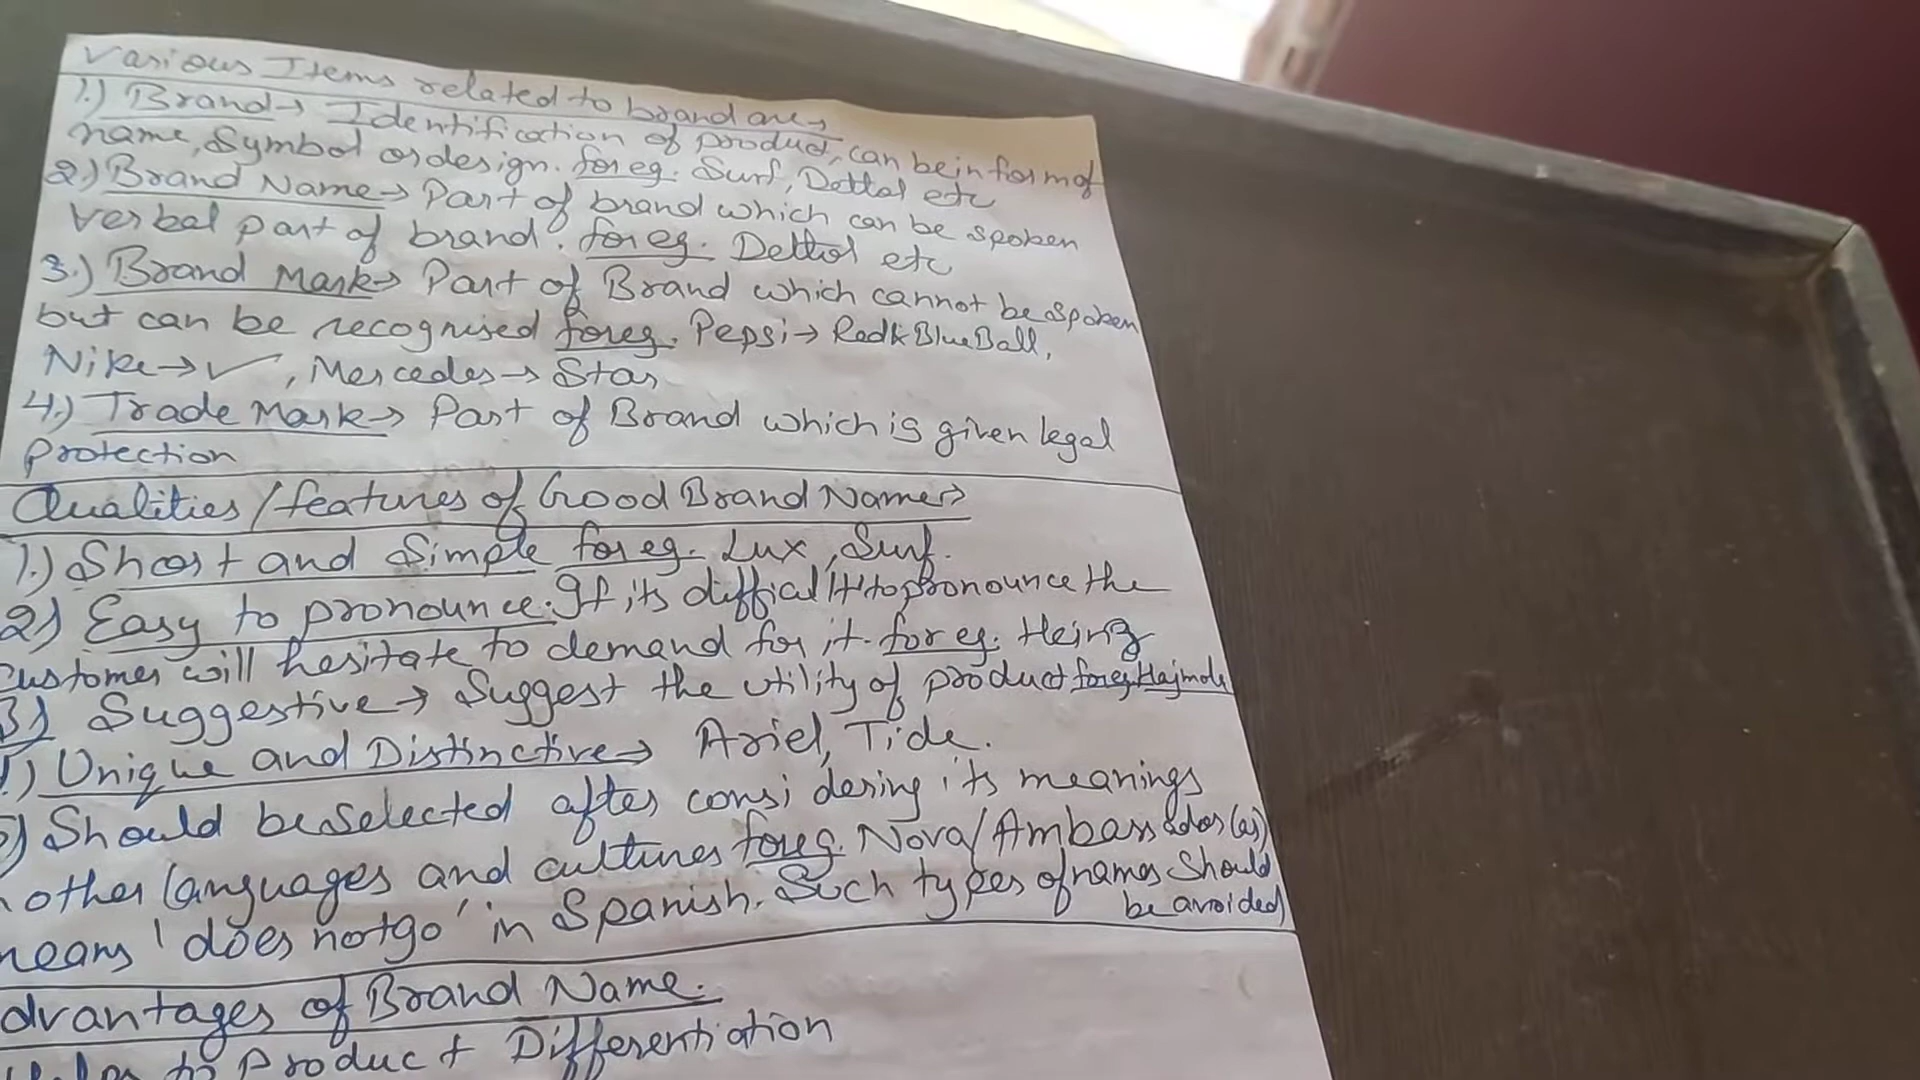 Various Items related to brand are→
1.) Brand→ Identification of product, can be in form of
name, Symbol or design. for eg. Surf, Dettol etc
2.) Brand Name→ Part of brand which can be spoken
Verbal part of brand. for eg. Dettol etc
3.) Brand Mark→ Part of Brand which cannot be spoken
but can be recognised for eg. Pepsi→ Red & Blue Ball,
Nike→ ✓, Mercedes→ Star
4.) Trade Mark→ Part of Brand which is given legal
Protection
Qualities/features of Good Brand Name→
1.) Short and Simple for eg. Lux, Surf.
2) Easy to pronounce. If its difficult to pronounce the
customer will hesitate to demand for it. for eg.
3) Suggestive→ Suggest the utility of product for eg. Hajmola
) Unique and Distinctive→ Ariel, Tide.
) Should be selected after considering its meanings
other languages and cultures for eg. Nova/Ambassador (as)
means 'does not go' in Spanish. Such types of names should
be avoided
dvantages of Brand Name.
to Product Differentiation